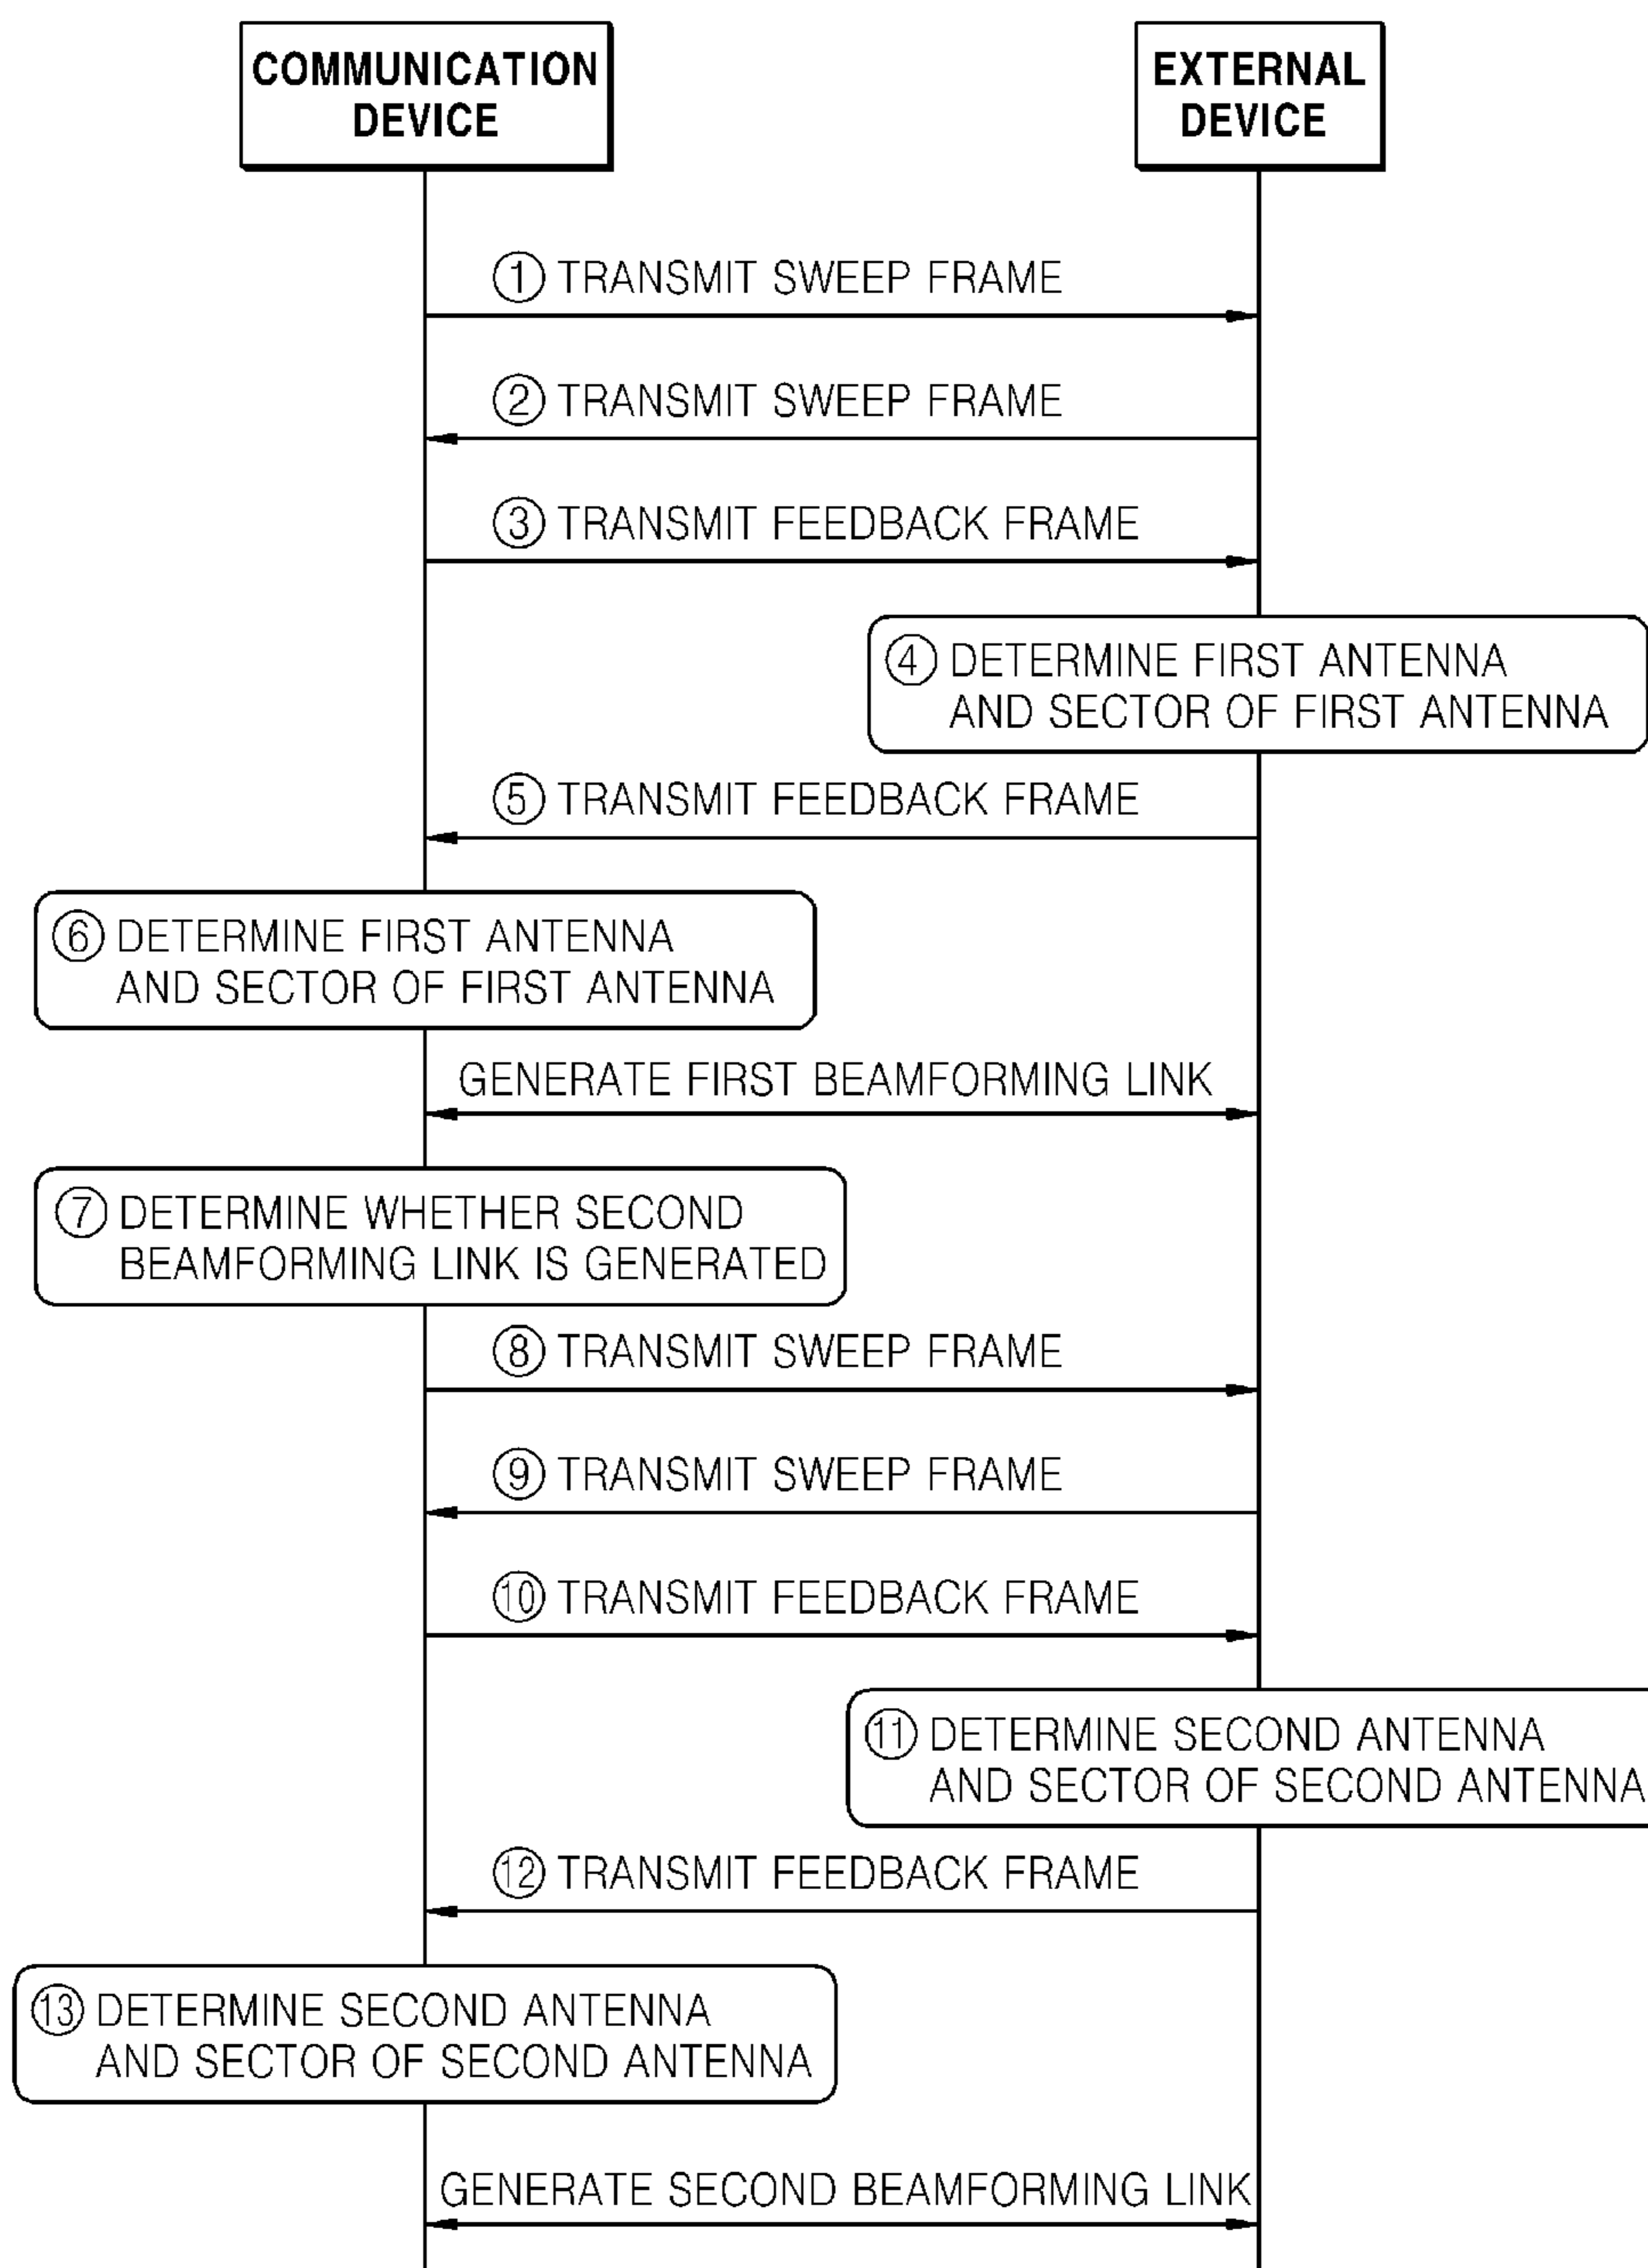 COMMUNICATION
DEVICE
EXTERNAL
DEVICE
① TRANSMIT SWEEP FRAME
② TRANSMIT SWEEP FRAME
③ TRANSMIT FEEDBACK FRAME
④ DETERMINE FIRST ANTENNA
AND SECTOR OF FIRST ANTENNA
⑤ TRANSMIT FEEDBACK FRAME
⑥ DETERMINE FIRST ANTENNA
AND SECTOR OF FIRST ANTENNA
GENERATE FIRST BEAMFORMING LINK
⑦ DETERMINE WHETHER SECOND
BEAMFORMING LINK IS GENERATED
⑧ TRANSMIT SWEEP FRAME
⑨ TRANSMIT SWEEP FRAME
⑩ TRANSMIT FEEDBACK FRAME
⑪ DETERMINE SECOND ANTENNA
AND SECTOR OF SECOND ANTENNA
⑫ TRANSMIT FEEDBACK FRAME
⑬ DETERMINE SECOND ANTENNA
AND SECTOR OF SECOND ANTENNA
GENERATE SECOND BEAMFORMING LINK